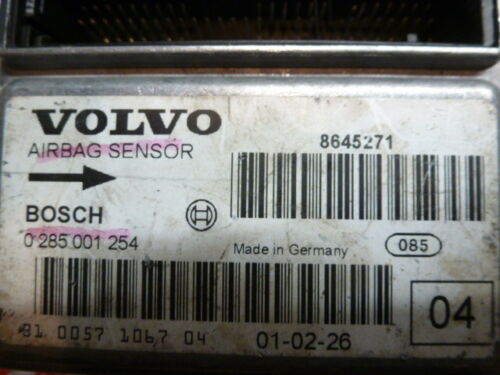 VOLVO
AIRBAG SENSOR
8645271
BOSCH
0 285 001 254
Made in Germany
085
04
81 0057 1067 04
01-02-26